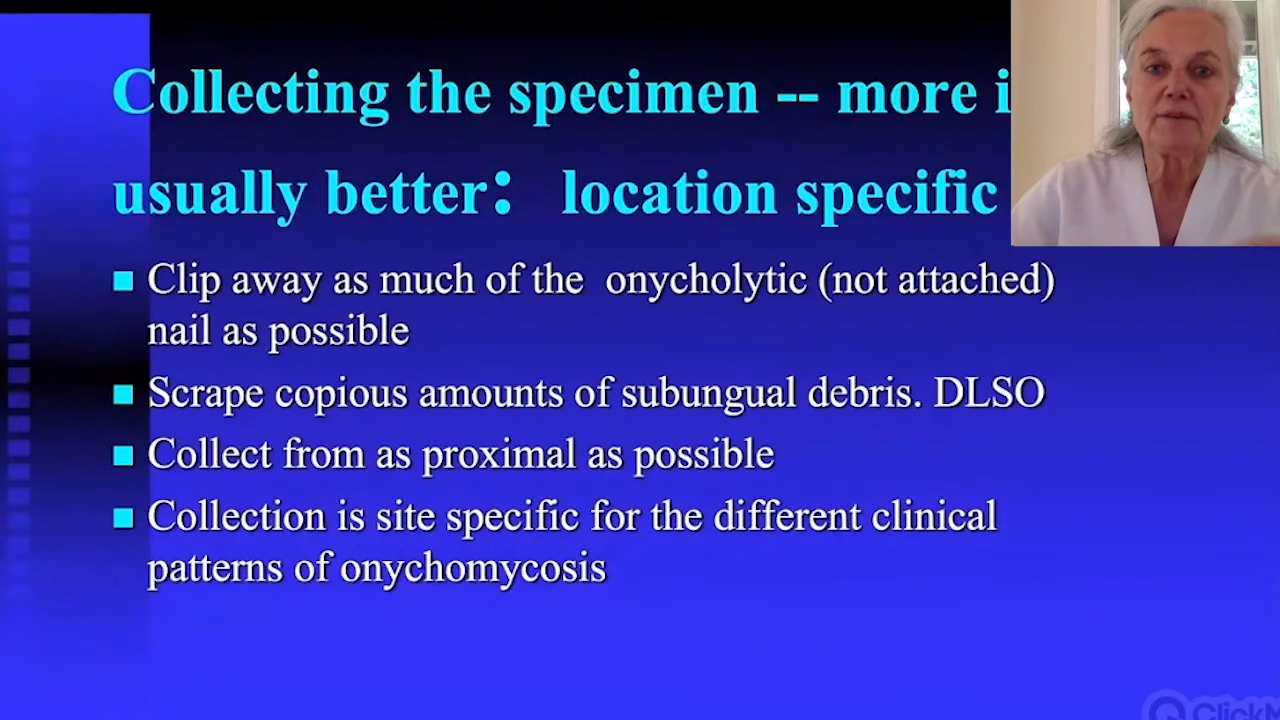 Collecting the specimen -- more i
usually better: location specific
Clip away as much of the onycholytic (not attached)
nail as possible
Scrape copious amounts of subungual debris. DLSO
Collect from as proximal as possible
Collection is site specific for the different clinical
patterns of onychomycosis